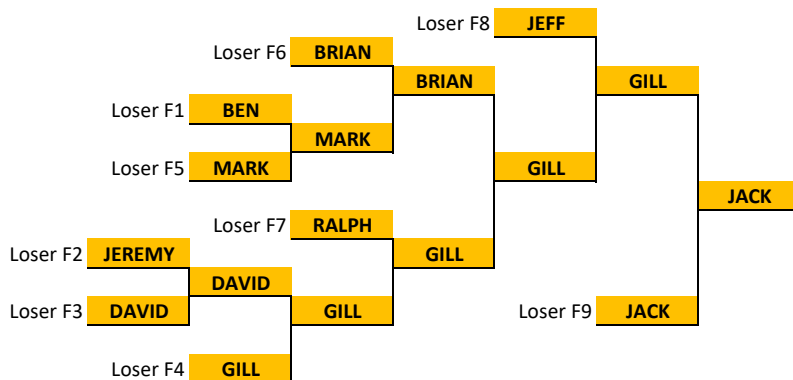 Loser F8 JEFF
Loser F6 BRIAN
BRIAN GILL
Loser F1 BEN
MARK
Loser F5 MARK GILL
JACK
Loser F7 RALPH
Loser F2 JEREMY GILL
DAVID
Loser F3 DAVID GILL Loser F9 JACK
Loser F4 GILL